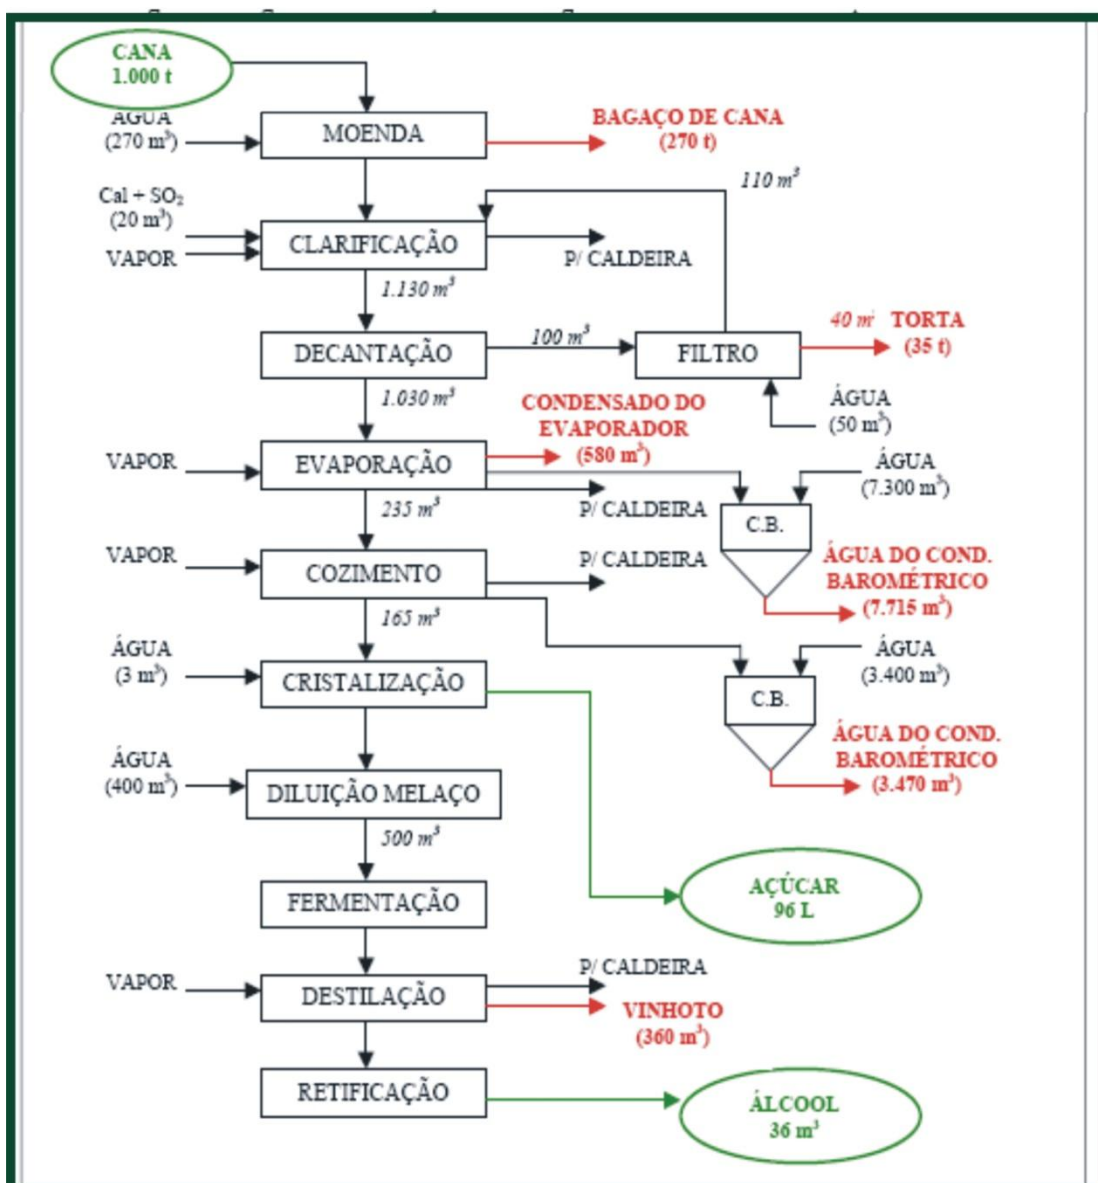 CANA
1.000 t
ÁGUA
(270 m³)
MOENDA
BAGAÇO DE CANA
(270 t)
110 m³
Cal + SO₂
(20 m³)
VAPOR
CLARIFICAÇÃO
P/ CALDEIRA
1.130 m³
DECANTAÇÃO
100 m³
FILTRO
40 m³ TORTA
(35 t)
1.030 m³
ÁGUA
(50 m³)
CONDENSADO DO
EVAPORADOR
(580 m³)
VAPOR
EVAPORAÇÃO
ÁGUA
(7.300 m³)
235 m³
P/ CALDEIRA
C.B.
VAPOR
COZIMENTO
P/ CALDEIRA
ÁGUA DO COND.
BAROMÉTRICO
(7.715 m³)
165 m³
ÁGUA
(3 m³)
CRISTALIZAÇÃO
ÁGUA
(3.400 m³)
C.B.
ÁGUA DO COND.
BAROMÉTRICO
(3.470 m³)
ÁGUA
(400 m³)
DILUIÇÃO MELAÇO
500 m³
FERMENTAÇÃO
AÇÚCAR
96 L
VAPOR
DESTILAÇÃO
P/ CALDEIRA
VINHOTO
(360 m³)
RETIFICAÇÃO
ÁLCOOL
36 m³